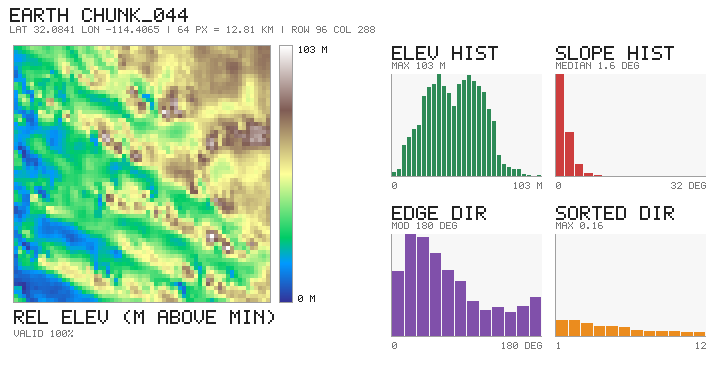 EARTH CHUNK_044
LAT 32.0841 LON -114.4065 | 64 PX = 12.81 KM | ROW 96 COL 288
103 M
0 M
REL ELEV (M ABOVE MIN)
VALID 100%
ELEV HIST
MAX 103 M
0 103 M
SLOPE HIST
MEDIAN 1.6 DEG
0 32 DEG
EDGE DIR
MOD 180 DEG
0 180 DEG
SORTED DIR
MAX 0.16
1 12